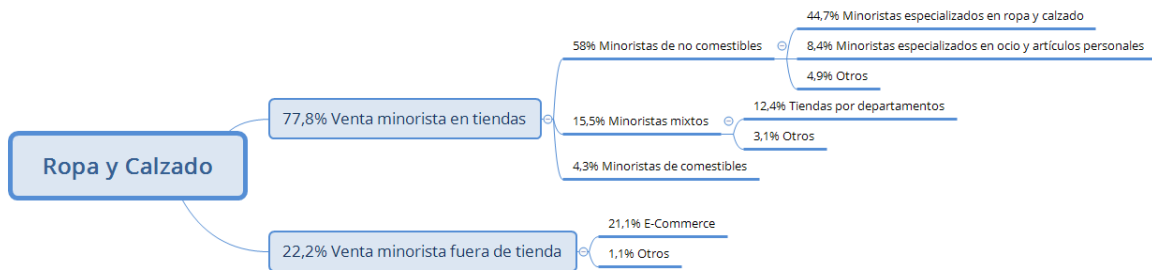 Ropa y Calzado
77,8% Venta minorista en tiendas
58% Minoristas de no comestibles
44,7% Minoristas especializados en ropa y calzado
8,4% Minoristas especializados en ocio y artículos personales
4,9% Otros
15,5% Minoristas mixtos
12,4% Tiendas por departamentos
3,1% Otros
4,3% Minoristas de comestibles
22,2% Venta minorista fuera de tienda
21,1% E-Commerce
1,1% Otros